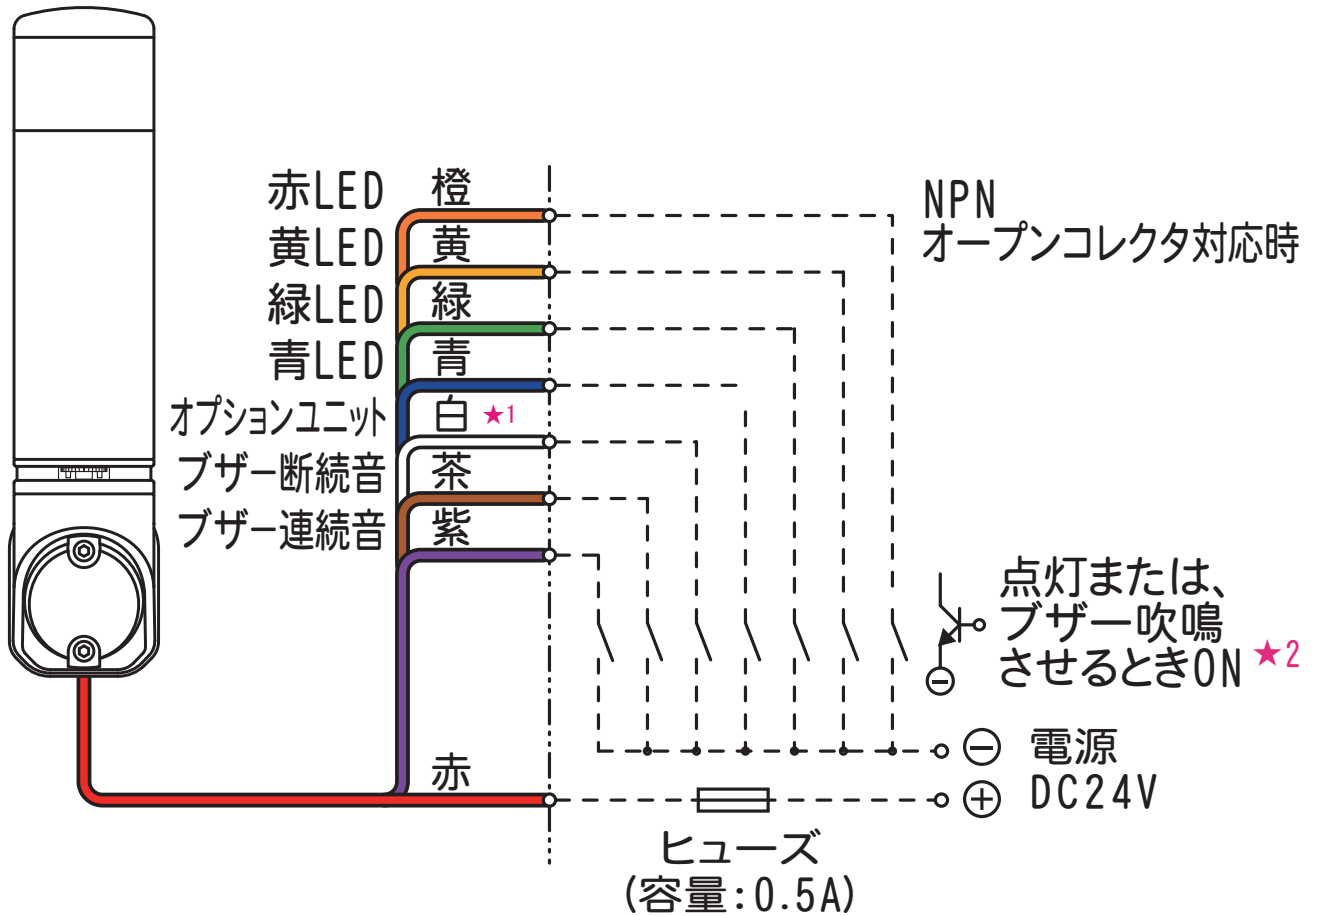 赤LED 橙
黄LED 黄
緑LED 緑
青LED 青
オプションユニット 白 ★1
ブザー断続音 茶
ブザー連続音 紫
NPN
オープンコレクタ対応時
点灯または、
ブザー吹鳴
させるときON ★2
赤
⊖ 電源
⊕ DC24V
ヒューズ
(容量:0.5A)